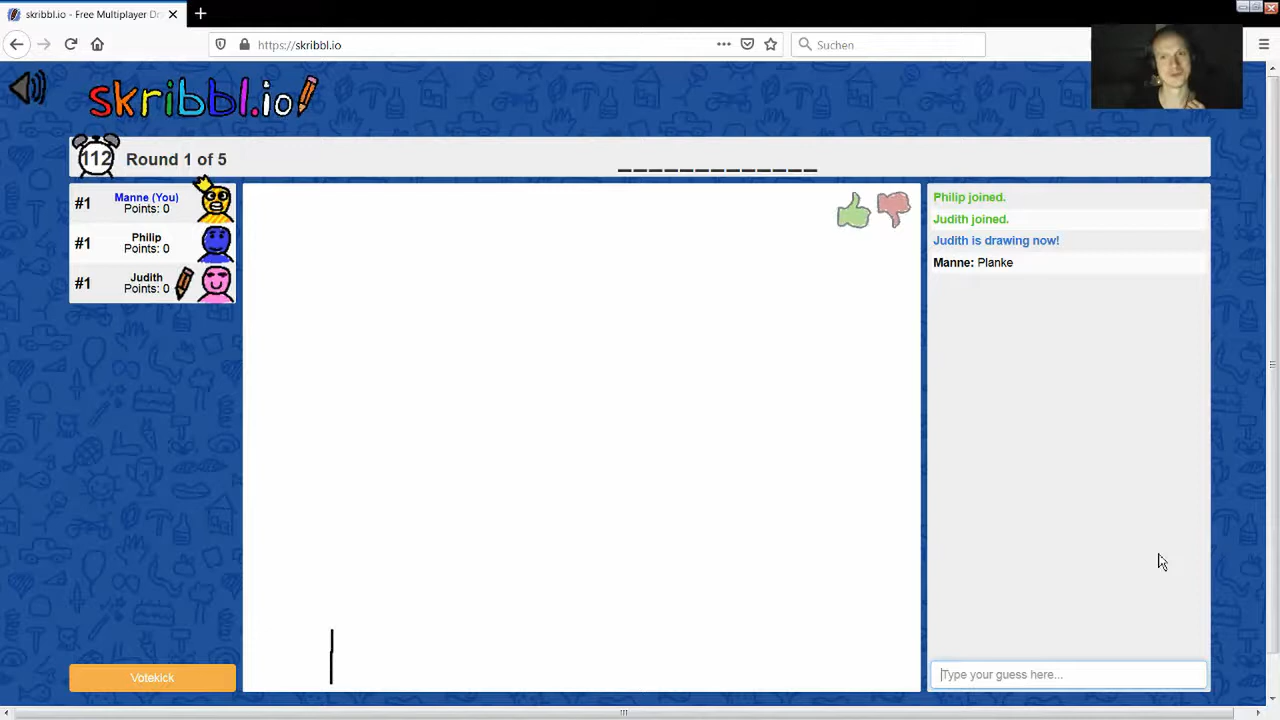 skribbl.io - Free Multiplayer Dr
https://skribbl.io
Suchen
skribbl.io
112
Round 1 of 5
_____________
#1
Manne (You)
Points: 0
#1
Philip
Points: 0
#1
Judith
Points: 0
Votekick
Philip joined.
Judith joined.
Judith is drawing now!
Manne: Planke
Type your guess here...